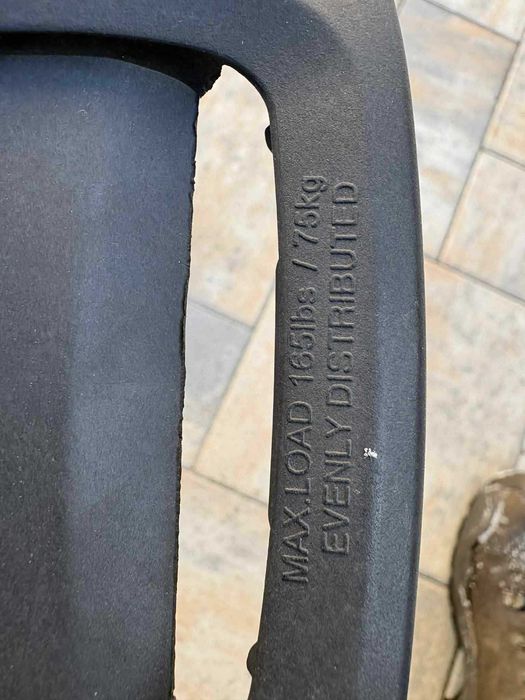 MAX.LOAD 165lbs / 75kg
EVENLY DISTRIBUTED